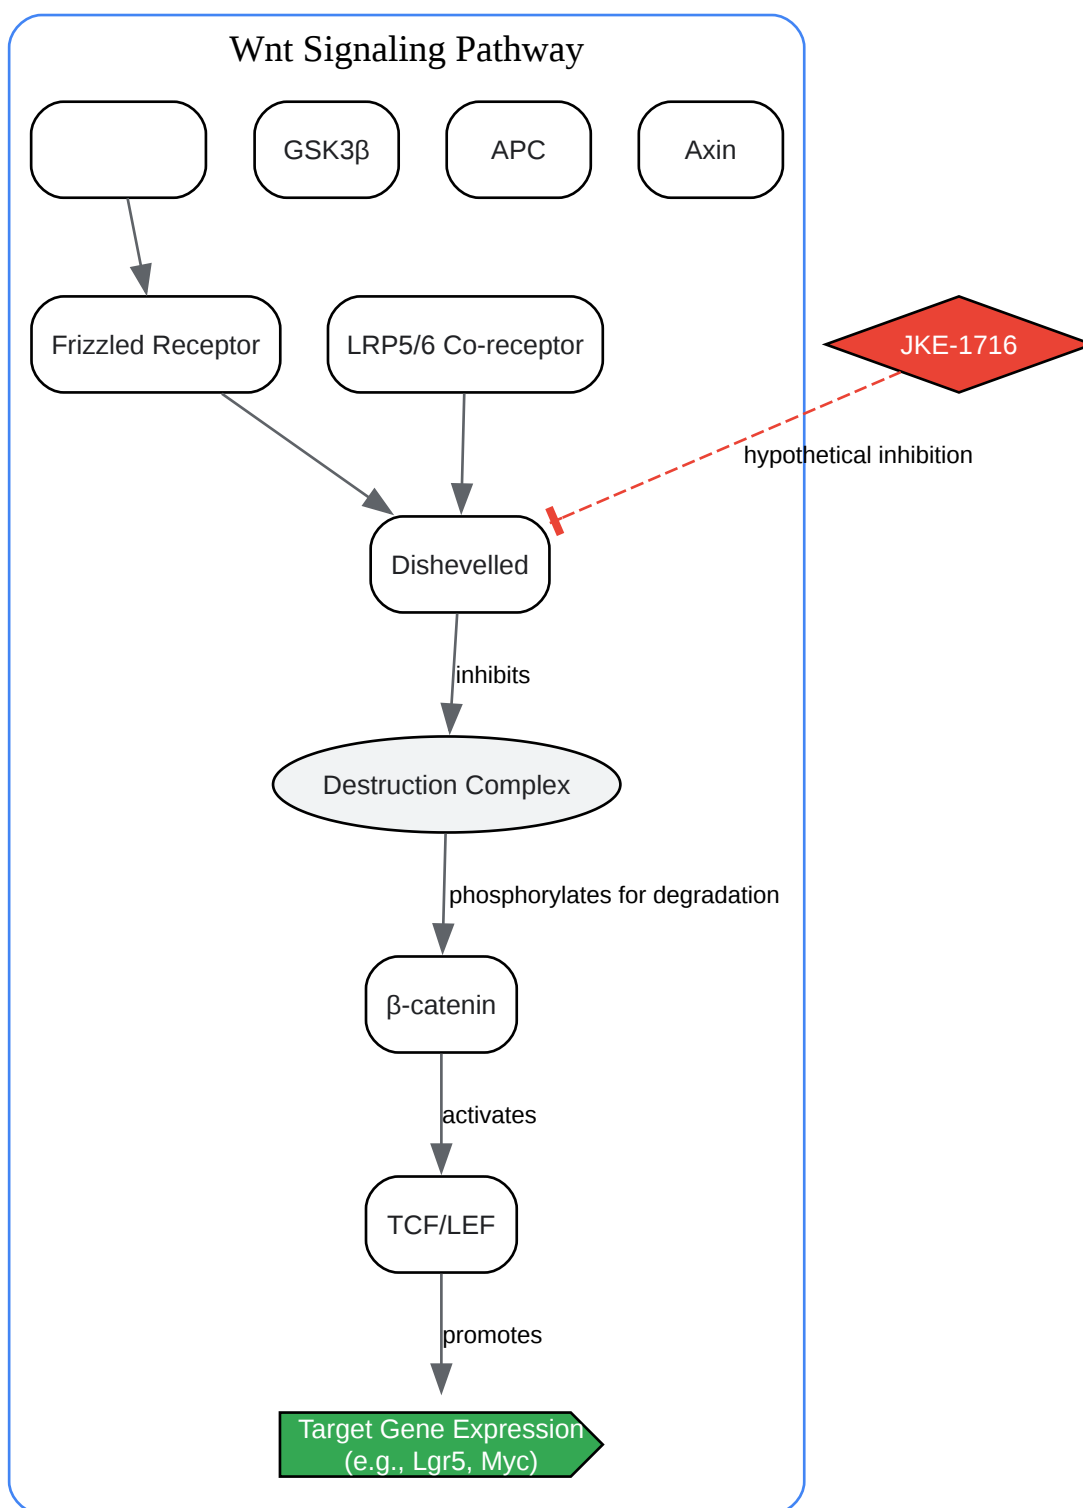 Wnt Signaling Pathway
GSK3β
APC
Axin
Frizzled Receptor
LRP5/6 Co-receptor
JKE-1716
hypothetical inhibition
Dishevelled
inhibits
Destruction Complex
phosphorylates for degradation
β-catenin
activates
TCF/LEF
promotes
Target Gene Expression
(e.g., Lgr5, Myc)